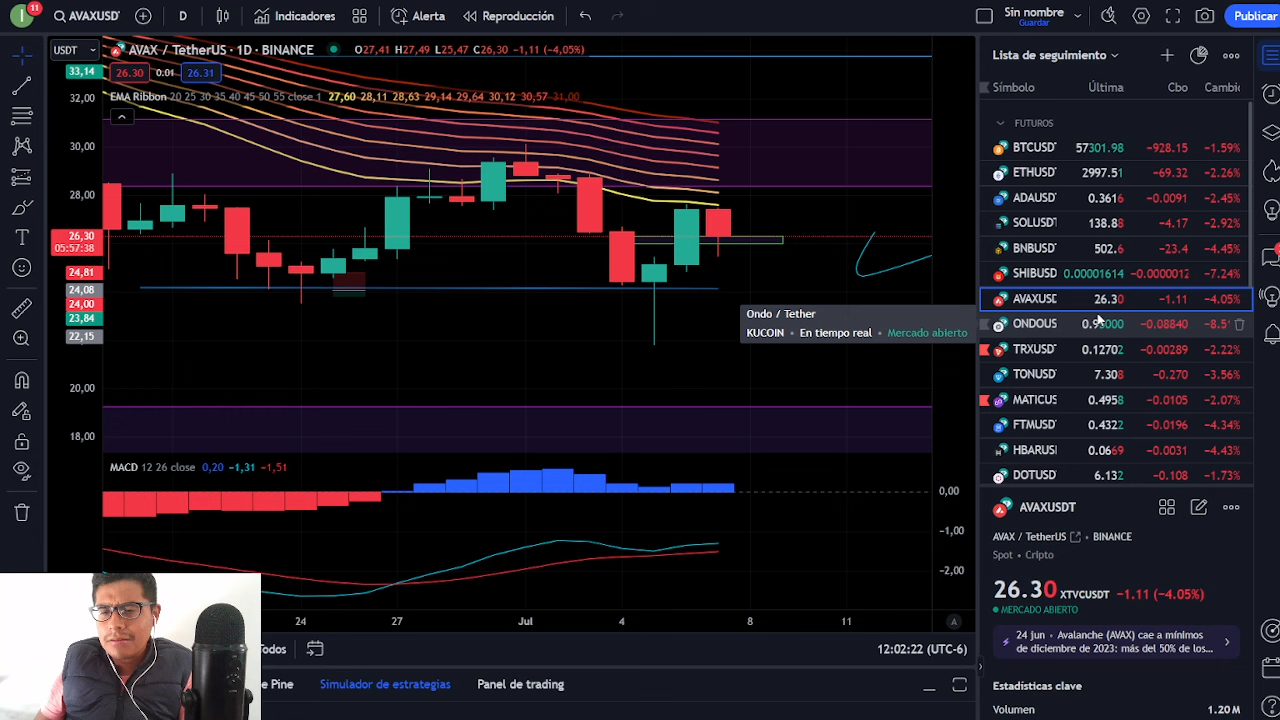 11
AVAXUSD
D
Indicadores
Alerta
Reproducción
Sin nombre
Guardar
Publicar
USDT
AVAX / TetherUS · 1D · BINANCE
O27,41 H27,49 L25,47 C26,30 −1,11 (−4,05%)
26.30 0.01 26.31
EMA Ribbon 20 25 30 35 40 45 50 55 close 1 27,60 28,11 28,63 29,14 29,64 30,12 30,57 31,00
33,14
32,00
30,00
28,00
26,30
05:57:38
24,81
24,08
24,00
23,84
22,15
20,00
18,00
Ondo / Tether
KUCOIN • En tiempo real • Mercado abierto
MACD 12 26 close 0,20 −1,31 −1,51
0,00
−1,00
−2,00
24 27 Jul 4 8 11
A
12:02:22 (UTC-6)
Simulador de estrategias
Panel de trading
Lista de seguimiento
Símbolo Última Cbo Cambi
FUTUROS
BTCUSDT 57301.98 −928.15 −1.59%
ETHUSDT 2997.51 −69.32 −2.26%
ADAUSDT 0.3616 −0.0091 −2.45%
SOLUSDT 138.88 −4.17 −2.92%
BNBUSDT 502.6 −23.4 −4.45%
SHIBUSD 0.00001614 −0.0000012 −7.24%
AVAXUSD 26.30 −1.11 −4.05%
ONDOUS −0.08840
TRXUSDT 0.12702 −0.00289 −2.22%
TONUSD 7.308 −0.270 −3.56%
MATICUS 0.4958 −0.0105 −2.07%
FTMUSD 0.4322 −0.0196 −4.34%
HBARUS 0.0669 −0.0031 −4.43%
DOTUSD 6.132 −0.108 −1.73%
AVAXUSDT
AVAX / TetherUS • BINANCE
Spot • Cripto
26.30 XTVCUSDT −1.11 (−4.05%)
MERCADO ABIERTO
24 jun • Avalanche (AVAX) cae a mínimos
de diciembre de 2023: más del 50% de los...
Estadísticas clave
Volumen 1.20 M